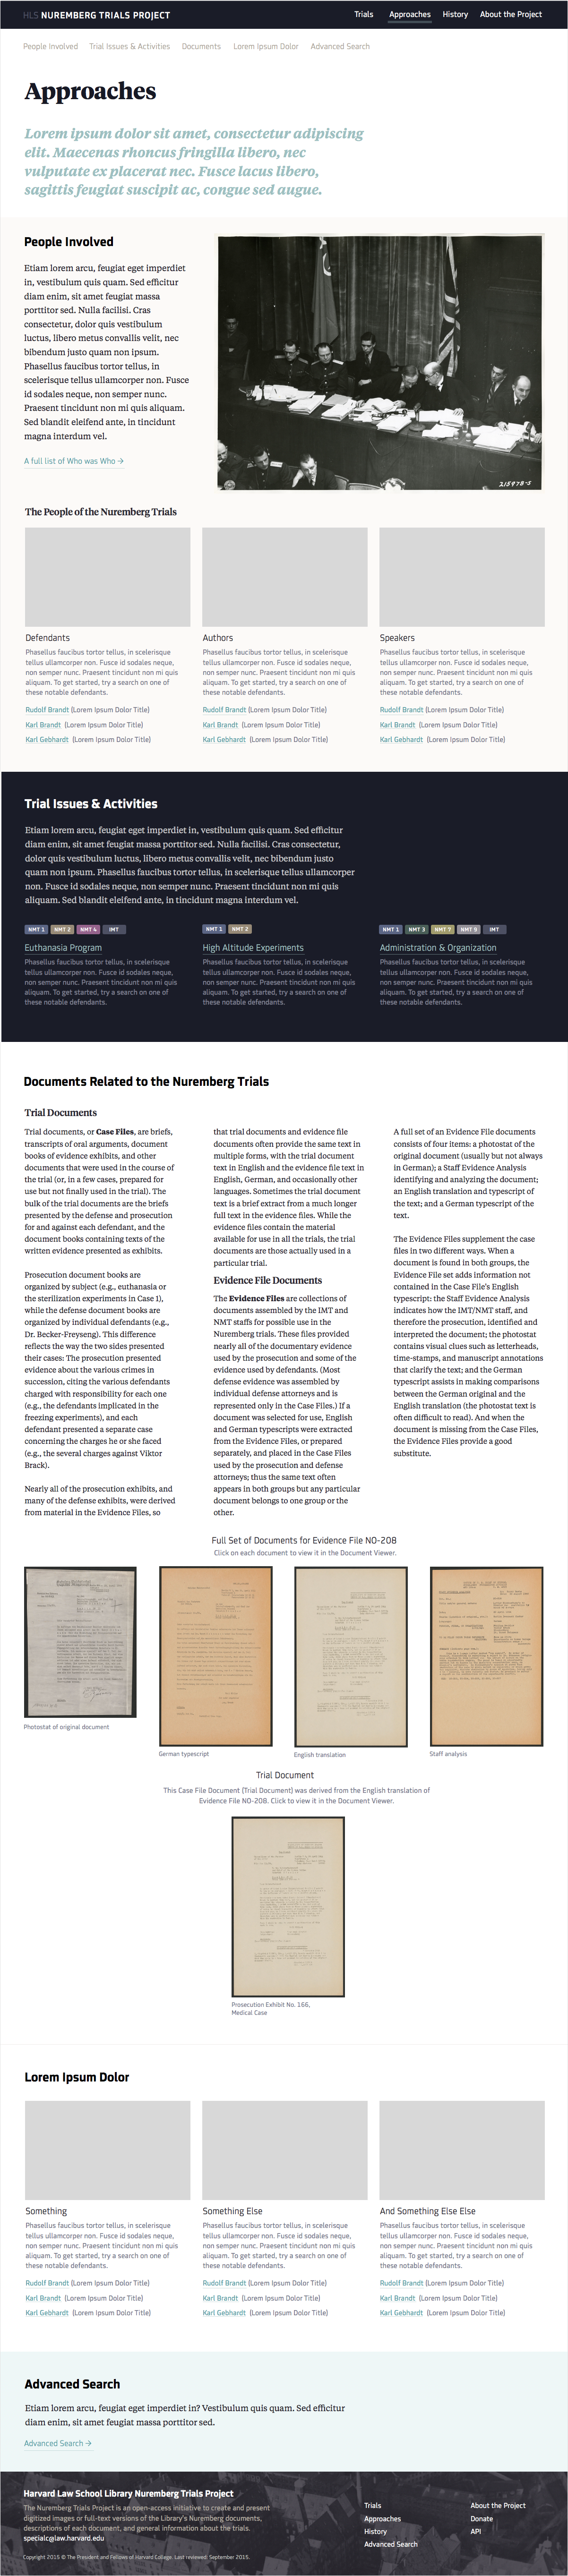 HLS NUREMBERG TRIALS PROJECT
Trials Approaches History About the Project
People Involved Trial Issues & Activities Documents Lorem Ipsum Dolor Advanced Search
Approaches
Lorem ipsum dolor sit amet, consectetur adipiscing
elit. Maecenas rhoncus fringilla libero, nec
vulputate ex placerat nec. Fusce lacus libero,
sagittis feugiat suscipit ac, congue sed augue.
People Involved
Etiam lorem arcu, feugiat eget imperdiet
in, vestibulum quis quam. Sed efficitur
diam enim, sit amet feugiat massa
porttitor sed. Nulla facilisi. Cras
consectetur, dolor quis vestibulum
luctus, libero metus convallis velit, nec
bibendum justo quam non ipsum.
Phasellus faucibus tortor tellus, in
scelerisque tellus ullamcorper non. Fusce
id sodales neque, non semper nunc.
Praesent tincidunt non mi quis aliquam.
Sed blandit eleifend ante, in tincidunt
magna interdum vel.
A full list of Who was Who →
215978-5
The People of the Nuremberg Trials
Defendants
Phasellus faucibus tortor tellus, in scelerisque
tellus ullamcorper non. Fusce id sodales neque,
non semper nunc. Praesent tincidunt non mi quis
aliquam. To get started, try a search on one of
these notable defendants.
Rudolf Brandt (Lorem Ipsum Dolor Title)
Karl Brandt (Lorem Ipsum Dolor Title)
Karl Gebhardt (Lorem Ipsum Dolor Title)
Authors
Phasellus faucibus tortor tellus, in scelerisque
tellus ullamcorper non. Fusce id sodales neque,
non semper nunc. Praesent tincidunt non mi quis
aliquam. To get started, try a search on one of
these notable defendants.
Rudolf Brandt (Lorem Ipsum Dolor Title)
Karl Brandt (Lorem Ipsum Dolor Title)
Karl Gebhardt (Lorem Ipsum Dolor Title)
Speakers
Phasellus faucibus tortor tellus, in scelerisque
tellus ullamcorper non. Fusce id sodales neque,
non semper nunc. Praesent tincidunt non mi quis
aliquam. To get started, try a search on one of
these notable defendants.
Rudolf Brandt (Lorem Ipsum Dolor Title)
Karl Brandt (Lorem Ipsum Dolor Title)
Karl Gebhardt (Lorem Ipsum Dolor Title)
Trial Issues & Activities
Etiam lorem arcu, feugiat eget imperdiet in, vestibulum quis quam. Sed efficitur
diam enim, sit amet feugiat massa porttitor sed. Nulla facilisi. Cras consectetur,
dolor quis vestibulum luctus, libero metus convallis velit, nec bibendum justo
quam non ipsum. Phasellus faucibus tortor tellus, in scelerisque tellus ullamcorper
non. Fusce id sodales neque, non semper nunc. Praesent tincidunt non mi quis
aliquam. Sed blandit eleifend ante, in tincidunt magna interdum vel.
NMT 1 NMT 2 NMT 4 IMT
Euthanasia Program
Phasellus faucibus tortor tellus, in scelerisque
tellus ullamcorper non. Fusce id sodales neque,
non semper nunc. Praesent tincidunt non mi quis
aliquam. To get started, try a search on one of
these notable defendants.
NMT 1 NMT 2
High Altitude Experiments
Phasellus faucibus tortor tellus, in scelerisque
tellus ullamcorper non. Fusce id sodales neque,
non semper nunc. Praesent tincidunt non mi quis
aliquam. To get started, try a search on one of
these notable defendants.
NMT 1 NMT 3 NMT 7 NMT 9 IMT
Administration & Organization
Phasellus faucibus tortor tellus, in scelerisque
tellus ullamcorper non. Fusce id sodales neque,
non semper nunc. Praesent tincidunt non mi quis
aliquam. To get started, try a search on one of
these notable defendants.
Documents Related to the Nuremberg Trials
Trial Documents
Trial documents, or Case Files, are briefs,
transcripts of oral arguments, document
books of evidence exhibits, and other
documents that were used in the course of
the trial (or, in a few cases, prepared for
use but not finally used in the trial). The
bulk of the trial documents are the briefs
presented by the defense and prosecution
for and against each defendant, and the
document books containing texts of the
written evidence presented as exhibits.
Prosecution document books are
organized by subject (e.g., euthanasia or
the sterilization experiments in Case 1),
while the defense document books are
organized by individual defendants (e.g.,
Dr. Becker-Freyseng). This difference
reflects the way the two sides presented
their cases: The prosecution presented
evidence about the various crimes in
succession, citing the various defendants
charged with responsibility for each one
(e.g., the defendants implicated in the
freezing experiments), and each
defendant presented a separate case
concerning the charges he or she faced
(e.g., the several charges against Viktor
Brack).
Nearly all of the prosecution exhibits, and
many of the defense exhibits, were derived
from material in the Evidence Files, so
that trial documents and evidence file
documents often provide the same text in
multiple forms, with the trial document
text in English and the evidence file text in
English, German, and occasionally other
languages. Sometimes the trial document
text is a brief extract from a much longer
full text in the evidence files. While the
evidence files contain the material
available for use in all the trials, the trial
documents are those actually used in a
particular trial.
Evidence File Documents
The Evidence Files are collections of
documents assembled by the IMT and
NMT staffs for possible use in the
Nuremberg trials. These files provided
nearly all of the documentary evidence
used by the prosecution and some of the
evidence used by defendants. (Most
defense evidence was assembled by
individual defense attorneys and is
represented only in the Case Files.) If a
document was selected for use, English
and German typescripts were extracted
from the Evidence Files, or prepared
separately, and placed in the Case Files
used by the prosecution and defense
attorneys; thus the same text often
appears in both groups but any particular
document belongs to one group or the
other.
A full set of an Evidence File documents
consists of four items: a photostat of the
original document (usually but not always
in German); a Staff Evidence Analysis
identifying and analyzing the document;
an English translation and typescript of
the text; and a German typescript of the
text.
The Evidence Files supplement the case
files in two different ways. When a
document is found in both groups, the
Evidence File set adds information not
contained in the Case File's English
typescript: the Staff Evidence Analysis
indicates how the IMT/NMT staff, and
therefore the prosecution, identified and
interpreted the document; the photostat
contains visual clues such as letterheads,
time-stamps, and manuscript annotations
that clarify the text; and the German
typescript assists in making comparisons
between the German original and the
English translation (the photostat text is
often difficult to read). And when the
document is missing from the Case Files,
the Evidence Files provide a good
substitute.
Full Set of Documents for Evidence File NO-208
Click on each document to view it in the Document Viewer.
Photostat of original document
German typescript
English translation
Staff analysis
Trial Document
This Case File Document (Trial Document) was derived from the English translation of
Evidence File NO-208. Click to view it in the Document Viewer.
Prosecution Exhibit No. 166,
Medical Case
Lorem Ipsum Dolor
Something
Phasellus faucibus tortor tellus, in scelerisque
tellus ullamcorper non. Fusce id sodales neque,
non semper nunc. Praesent tincidunt non mi quis
aliquam. To get started, try a search on one of
these notable defendants.
Rudolf Brandt (Lorem Ipsum Dolor Title)
Karl Brandt (Lorem Ipsum Dolor Title)
Karl Gebhardt (Lorem Ipsum Dolor Title)
Something Else
Phasellus faucibus tortor tellus, in scelerisque
tellus ullamcorper non. Fusce id sodales neque,
non semper nunc. Praesent tincidunt non mi quis
aliquam. To get started, try a search on one of
these notable defendants.
Rudolf Brandt (Lorem Ipsum Dolor Title)
Karl Brandt (Lorem Ipsum Dolor Title)
Karl Gebhardt (Lorem Ipsum Dolor Title)
And Something Else Else
Phasellus faucibus tortor tellus, in scelerisque
tellus ullamcorper non. Fusce id sodales neque,
non semper nunc. Praesent tincidunt non mi quis
aliquam. To get started, try a search on one of
these notable defendants.
Rudolf Brandt (Lorem Ipsum Dolor Title)
Karl Brandt (Lorem Ipsum Dolor Title)
Karl Gebhardt (Lorem Ipsum Dolor Title)
Advanced Search
Etiam lorem arcu, feugiat eget imperdiet in? Vestibulum quis quam. Sed efficitur
diam enim, sit amet feugiat massa porttitor sed.
Advanced Search →
Harvard Law School Library Nuremberg Trials Project
The Nuremberg Trials Project is an open-access initiative to create and present
digitized images or full-text versions of the Library's Nuremberg documents,
descriptions of each document, and general information about the trials.
specialc@law.harvard.edu
Copyright 2015 © The President and Fellows of Harvard College. Last reviewed: September 2015.
Trials
Approaches
History
Advanced Search
About the Project
Donate
API